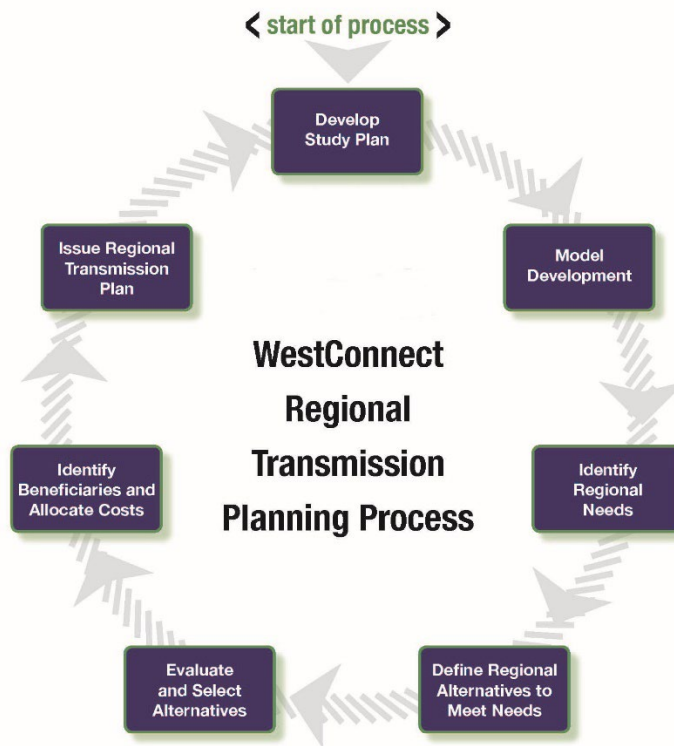 < start of process >
Develop
Study Plan
Model
Development
Identify
Regional
Needs
Define Regional
Alternatives to
Meet Needs
Evaluate
and Select
Alternatives
Identify
Beneficiaries and
Allocate Costs
Issue Regional
Transmission
Plan
WestConnect
Regional
Transmission
Planning Process